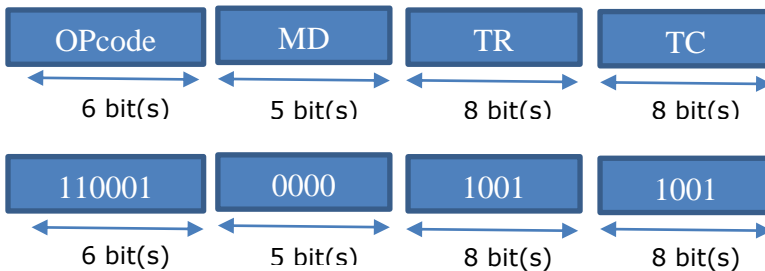 OPcode MD TR TC
6 bit(s) 5 bit(s) 8 bit(s) 8 bit(s)
110001 0000 1001 1001
6 bit(s) 5 bit(s) 8 bit(s) 8 bit(s)